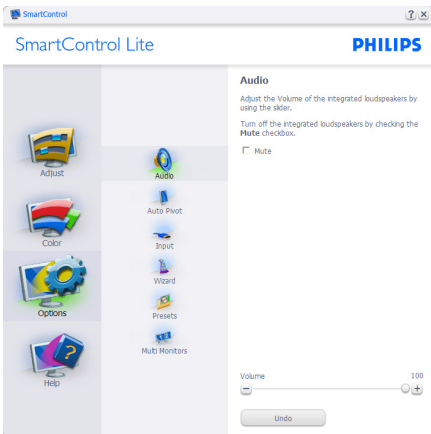 SmartControl
SmartControl Lite
PHILIPS
Adjust
Color
Options
Help
Audio
Auto Pivot
Input
Wizard
Presets
Multi Monitors
Audio
Adjust the Volume of the integrated loudspeakers by
using the slider.
Turn off the integrated loudspeakers by checking the
Mute checkbox.
Mute
Volume 100
Undo